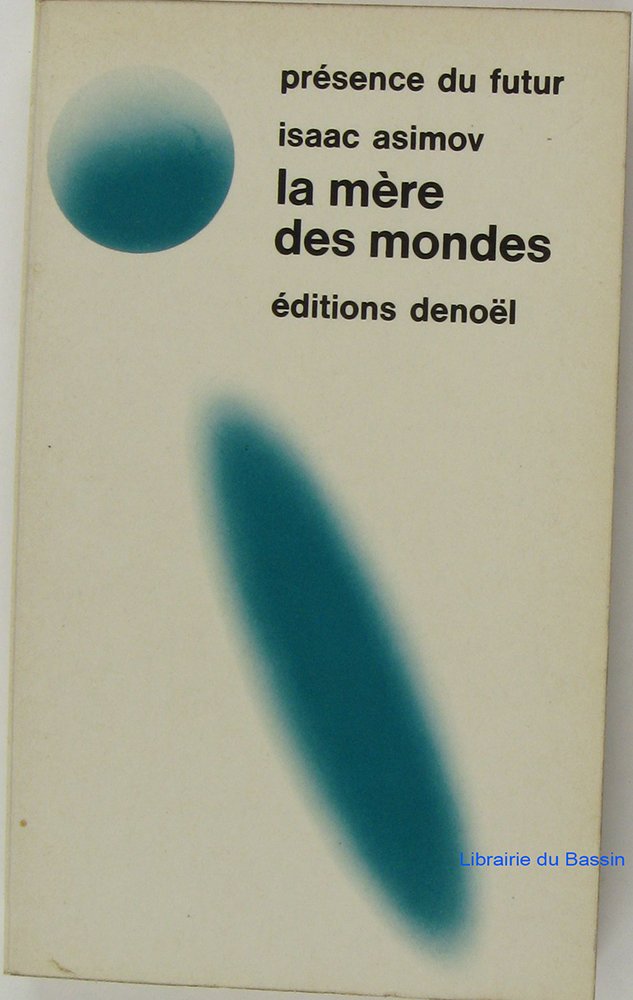 présence du futur
isaac asimov
la mère
des mondes
éditions denoël
Librairie du Bassin